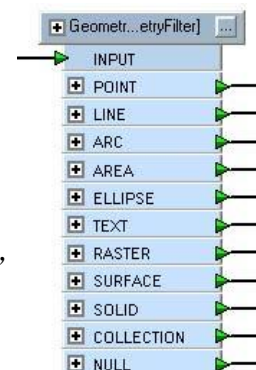 Geometr...etryFilter] ...
INPUT
POINT
LINE
ARC
AREA
ELLIPSE
TEXT
RASTER
SURFACE
SOLID
COLLECTION
NULL
,